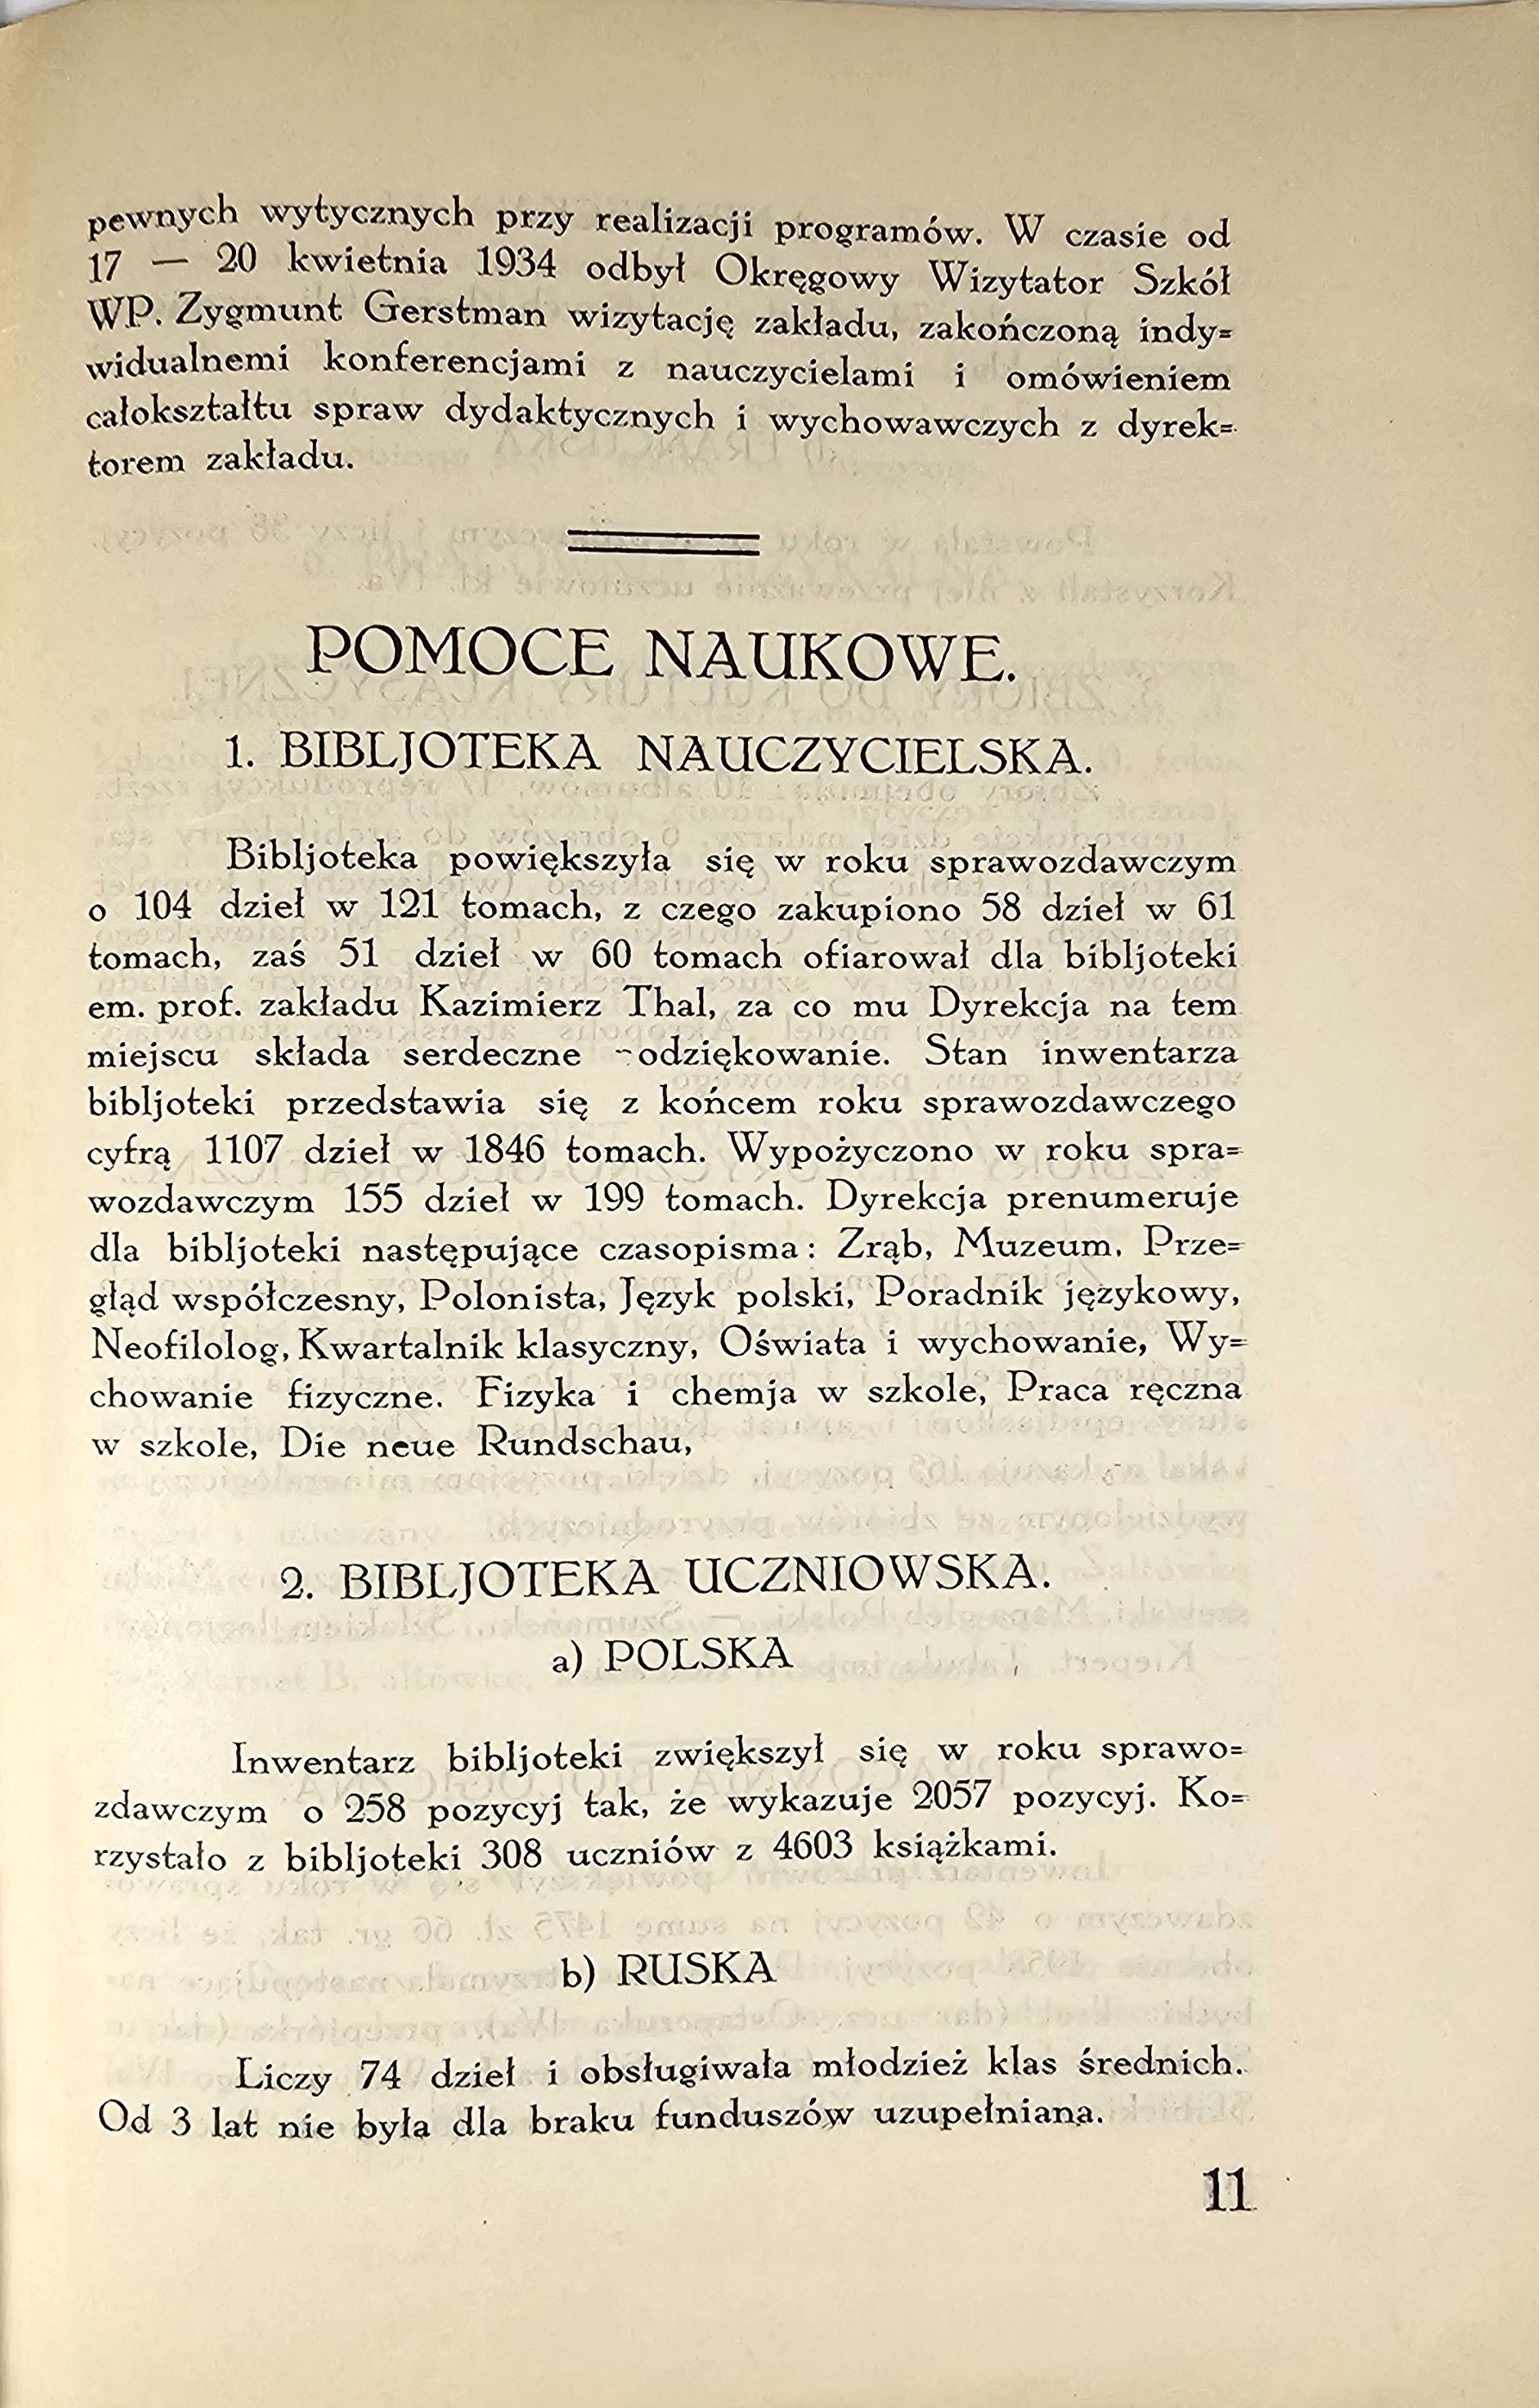 pewnych wytycznych przy realizacji programów. W czasie od
17 — 20 kwietnia 1934 odbył Okręgowy Wizytator Szkół
WP. Zygmunt Gerstman wizytację zakładu, zakończoną indy=
widualnemi konferencjami z nauczycielami i omówieniem
całokształtu spraw dydaktycznych i wychowawczych z dyrek=
torem zakładu.
POMOCE NAUKOWE.
1. BIBLJOTEKA NAUCZYCIELSKA.
Bibljoteka powiększyła się w roku sprawozdawczym
o 104 dzieł w 121 tomach, z czego zakupiono 58 dzieł w 61
tomach, zaś 51 dzieł w 60 tomach ofiarował dla bibljoteki
em. prof. zakładu Kazimierz Thal, za co mu Dyrekcja na tem
miejscu składa serdeczne odziękowanie. Stan inwentarza
bibljoteki przedstawia się z końcem roku sprawozdawczego
cyfrą 1107 dzieł w 1846 tomach. Wypożyczono w roku spra=
wozdawczym 155 dzieł w 199 tomach. Dyrekcja prenumeruje
dla bibljoteki następujące czasopisma: Zrąb, Muzeum. Prze=
gląd współczesny, Polonista, Język polski, Poradnik językowy,
Neofilolog, Kwartalnik klasyczny, Oświata i wychowanie, Wy=
chowanie fizyczne. Fizyka i chemja w szkole, Praca ręczna
w szkole, Die neue Rundschau,
2. BIBLJOTEKA UCZNIOWSKA.
a) POLSKA
Inwentarz bibljoteki zwiększył się w roku sprawo=
zdawczym o 258 pozycyj tak, że wykazuje 2057 pozycyj. Ko=
rzystało z bibljoteki 308 uczniów z 4603 książkami.
b) RUSKA
Liczy 74 dzieł i obsługiwała młodzież klas średnich.
Od 3 lat nie była dla braku funduszów uzupełniana.
11